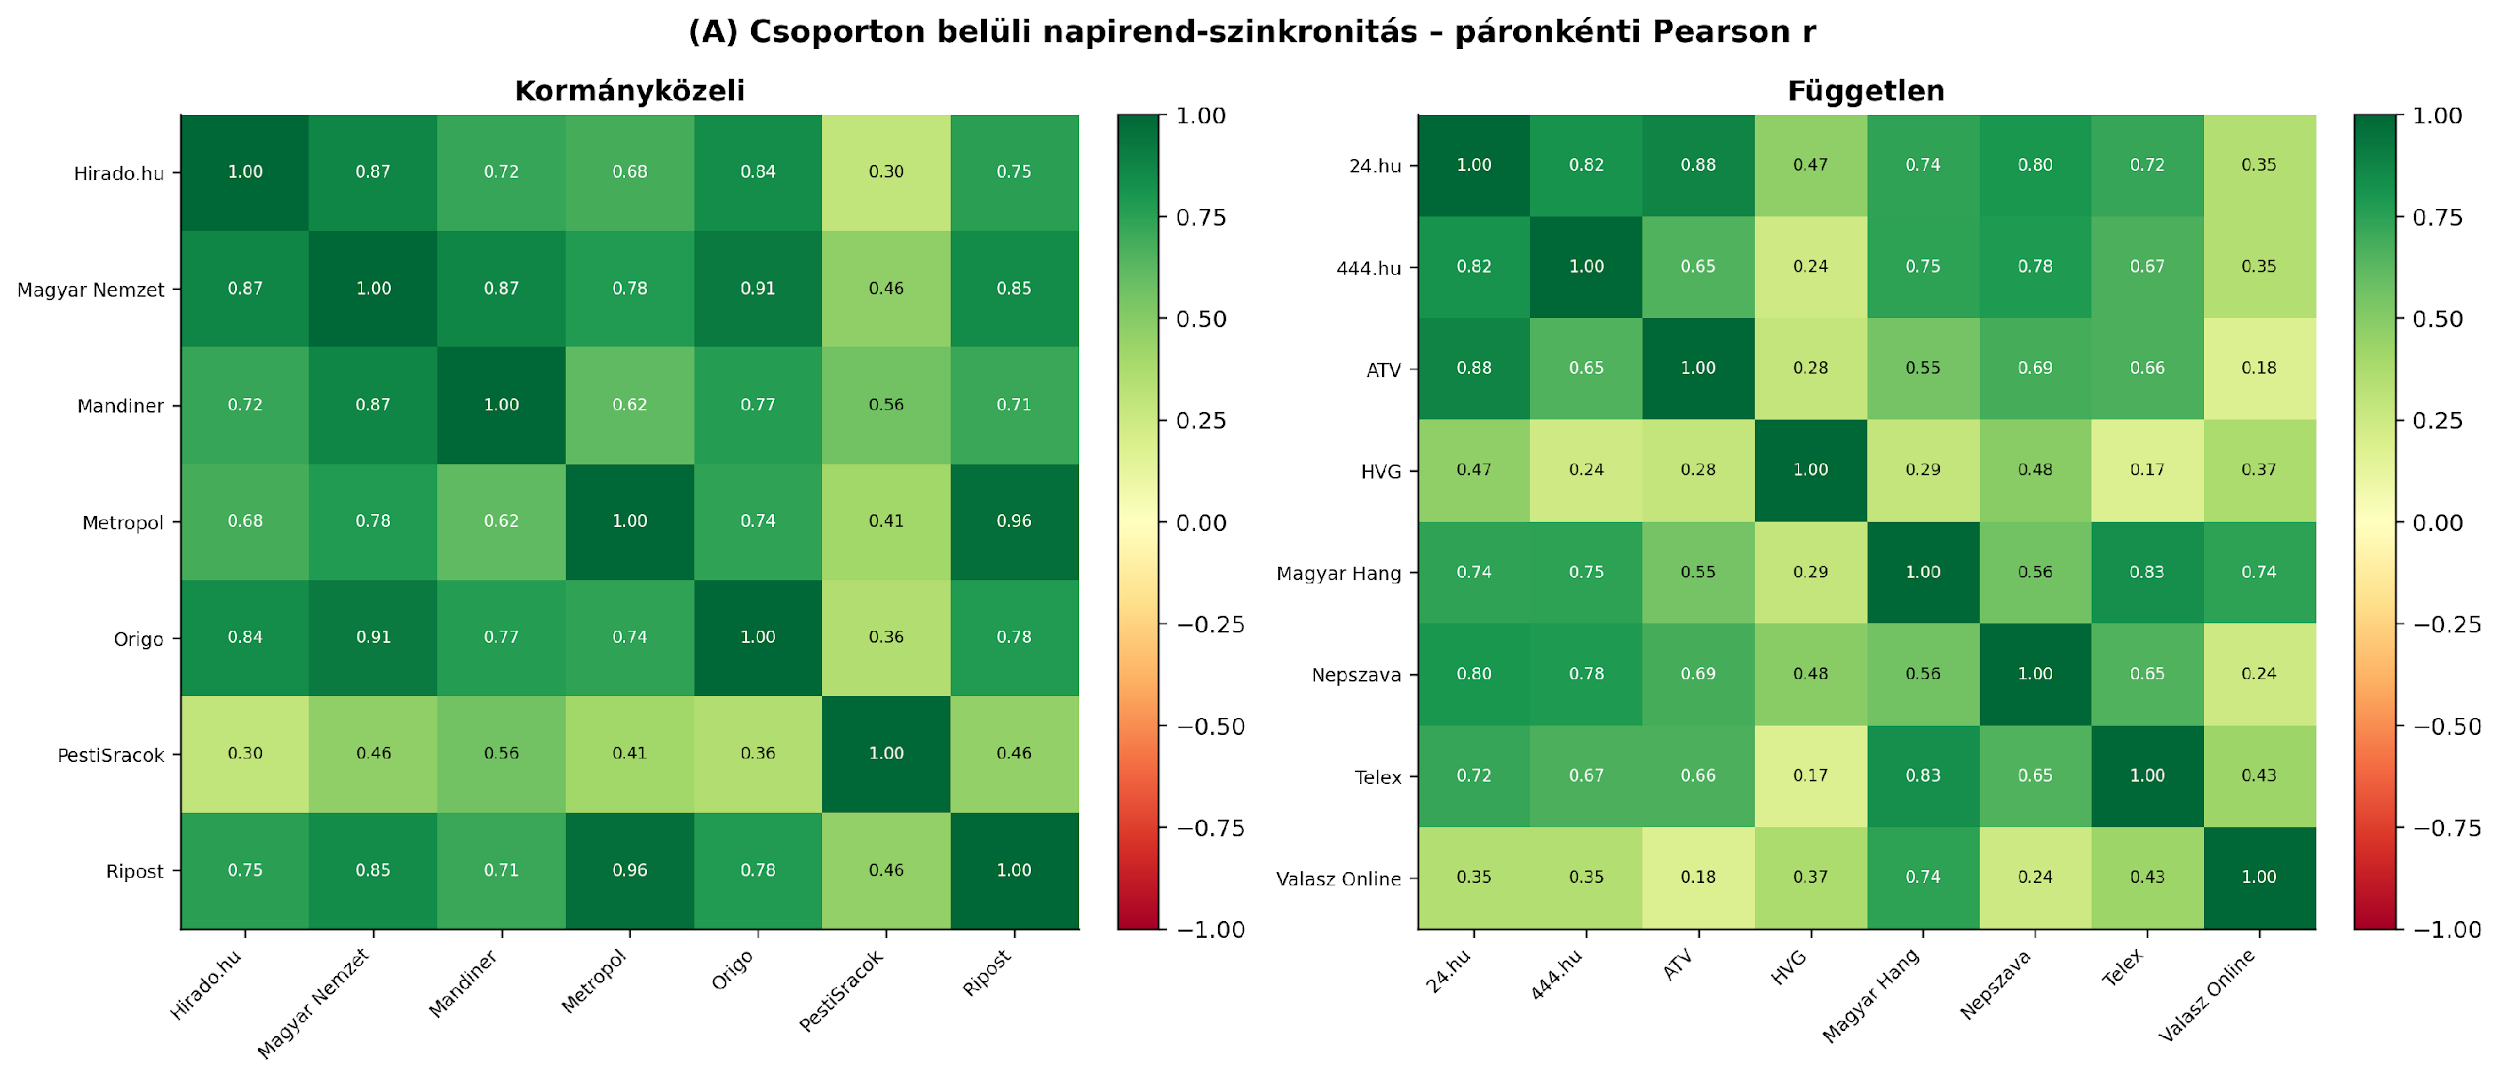 (A) Csoporton belüli napirend-szinkronitás – páronkénti Pearson r
Kormányközeli
Hirado.hu 1.00 0.87 0.72 0.68 0.84 0.30 0.75
Magyar Nemzet 0.87 1.00 0.87 0.78 0.91 0.46 0.85
Mandiner 0.72 0.87 1.00 0.62 0.77 0.56 0.71
Metropol 0.68 0.78 0.62 1.00 0.74 0.41 0.96
Origo 0.84 0.91 0.77 0.74 1.00 0.36 0.78
PestiSracok 0.30 0.46 0.56 0.41 0.36 1.00 0.46
Ripost 0.75 0.85 0.71 0.96 0.78 0.46 1.00
Hirado.hu Magyar Nemzet Mandiner Metropol Origo PestiSracok Ripost
1.00
0.75
0.50
0.25
0.00
−0.25
−0.50
−0.75
−1.00
Független
24.hu 1.00 0.82 0.88 0.47 0.74 0.80 0.72 0.35
444.hu 0.82 1.00 0.65 0.24 0.75 0.78 0.67 0.35
ATV 0.88 0.65 1.00 0.28 0.55 0.69 0.66 0.18
HVG 0.47 0.24 0.28 1.00 0.29 0.48 0.17 0.37
Magyar Hang 0.74 0.75 0.55 0.29 1.00 0.56 0.83 0.74
Nepszava 0.80 0.78 0.69 0.48 0.56 1.00 0.65 0.24
Telex 0.72 0.67 0.66 0.17 0.83 0.65 1.00 0.43
Valasz Online 0.35 0.35 0.18 0.37 0.74 0.24 0.43 1.00
24.hu 444.hu ATV HVG Magyar Hang Nepszava Telex Valasz Online
1.00
0.75
0.50
0.25
0.00
−0.25
−0.50
−0.75
−1.00